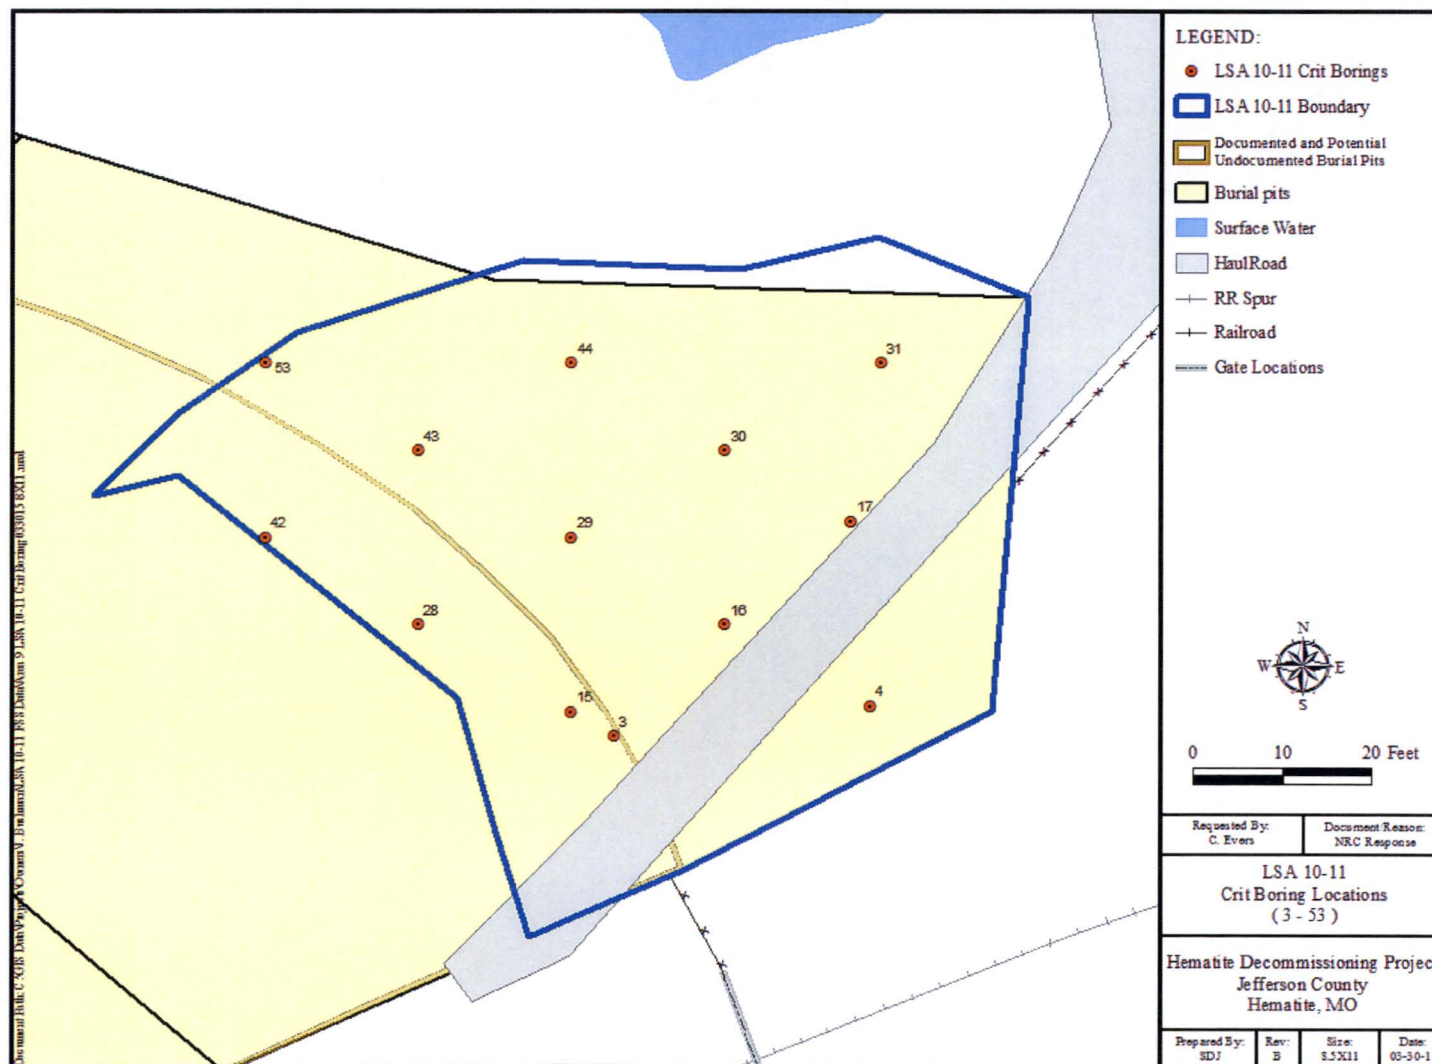 LEGEND:
LSA 10-11 Crit Borings
LSA 10-11 Boundary
Documented and Potential
Undocumented Burial Pits
Burial pits
Surface Water
HaulRoad
RR Spur
Railroad
Gate Locations
53
44
31
43
30
17
42
29
28
16
15
3
4
N
W E
S
0 10 20 Feet
Requested By:
C. Evers
Document/Reason:
NRC Response
LSA 10-11
Crit Boring Locations
( 3 - 53 )
Hematite Decommissioning Projec
Jefferson County
Hematite, MO
Prepared By:
SDJ
Rev:
B
Size:
8.5X11
Date:
03-30-1